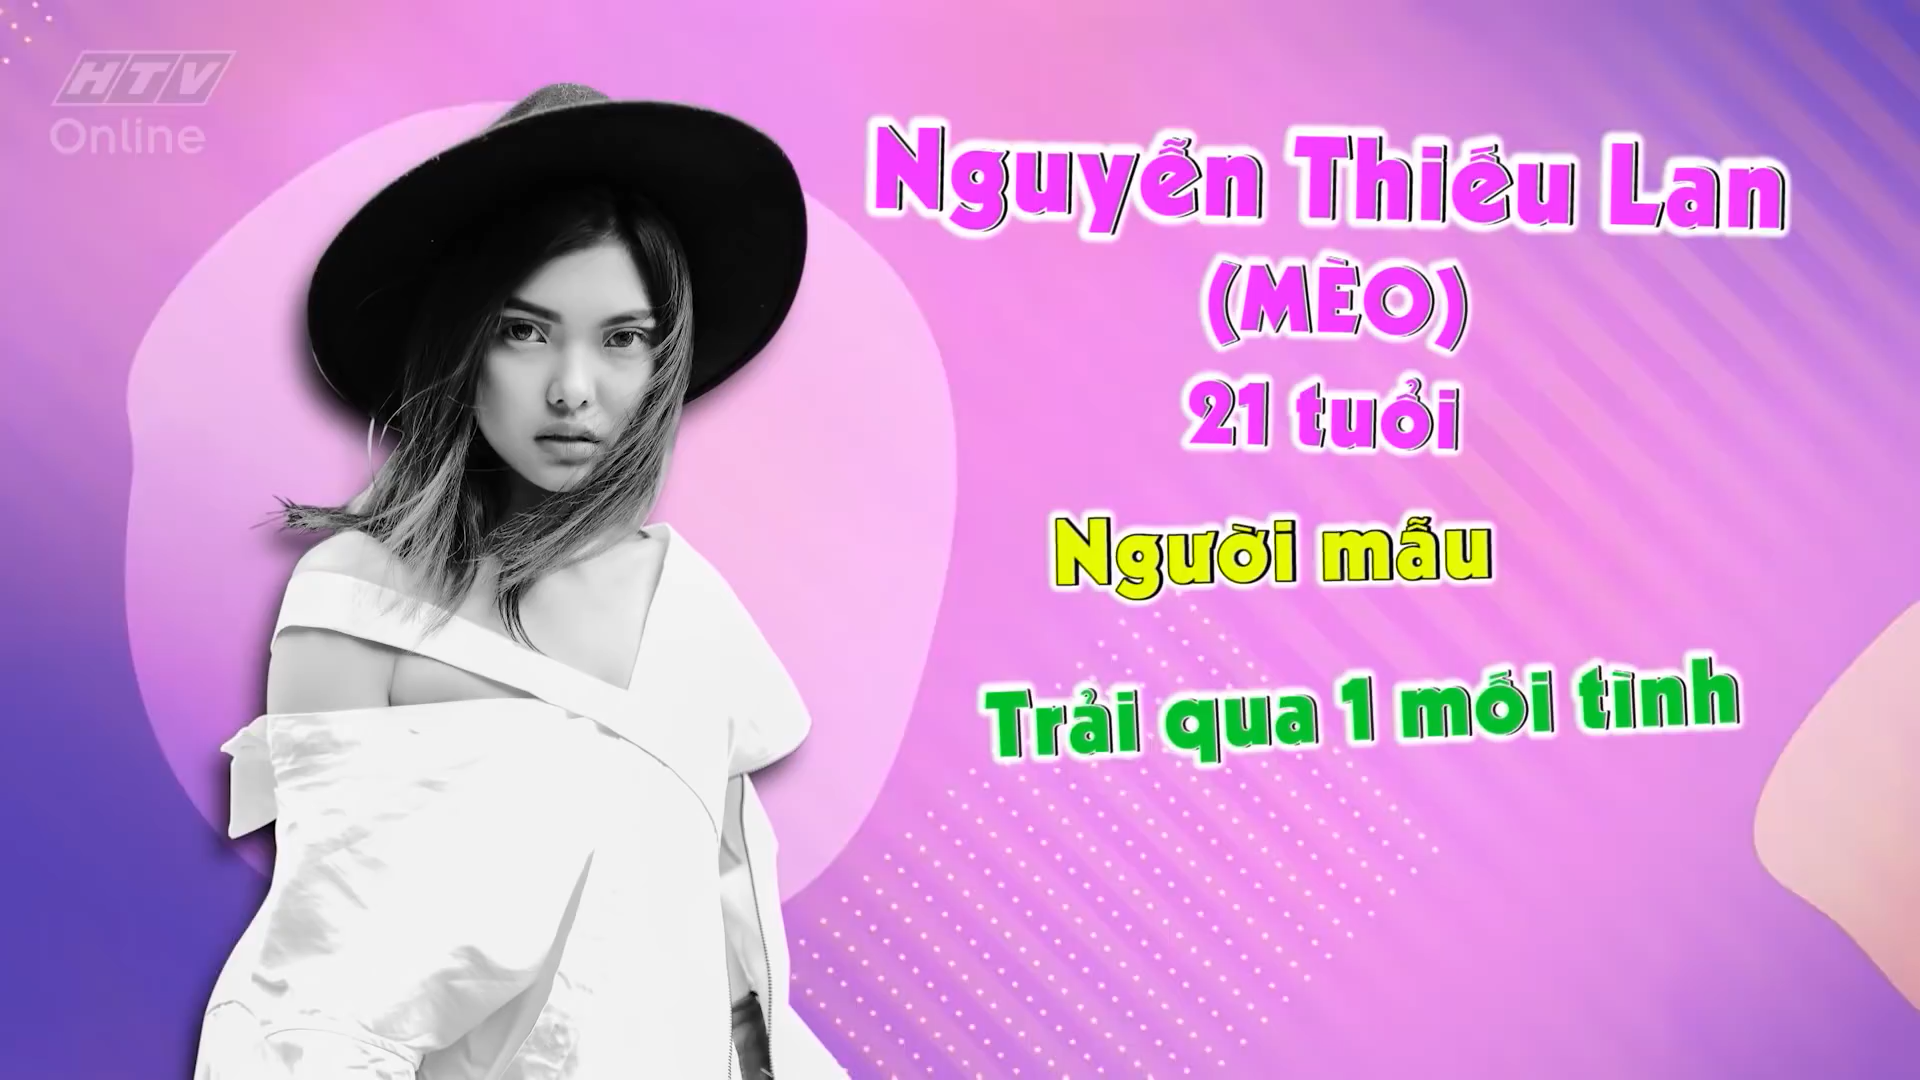 HTV
Online
Nguyễn Thiếu Lan
(MÈO)
21 tuổi
Người mẫu
Trải qua 1 mối tình